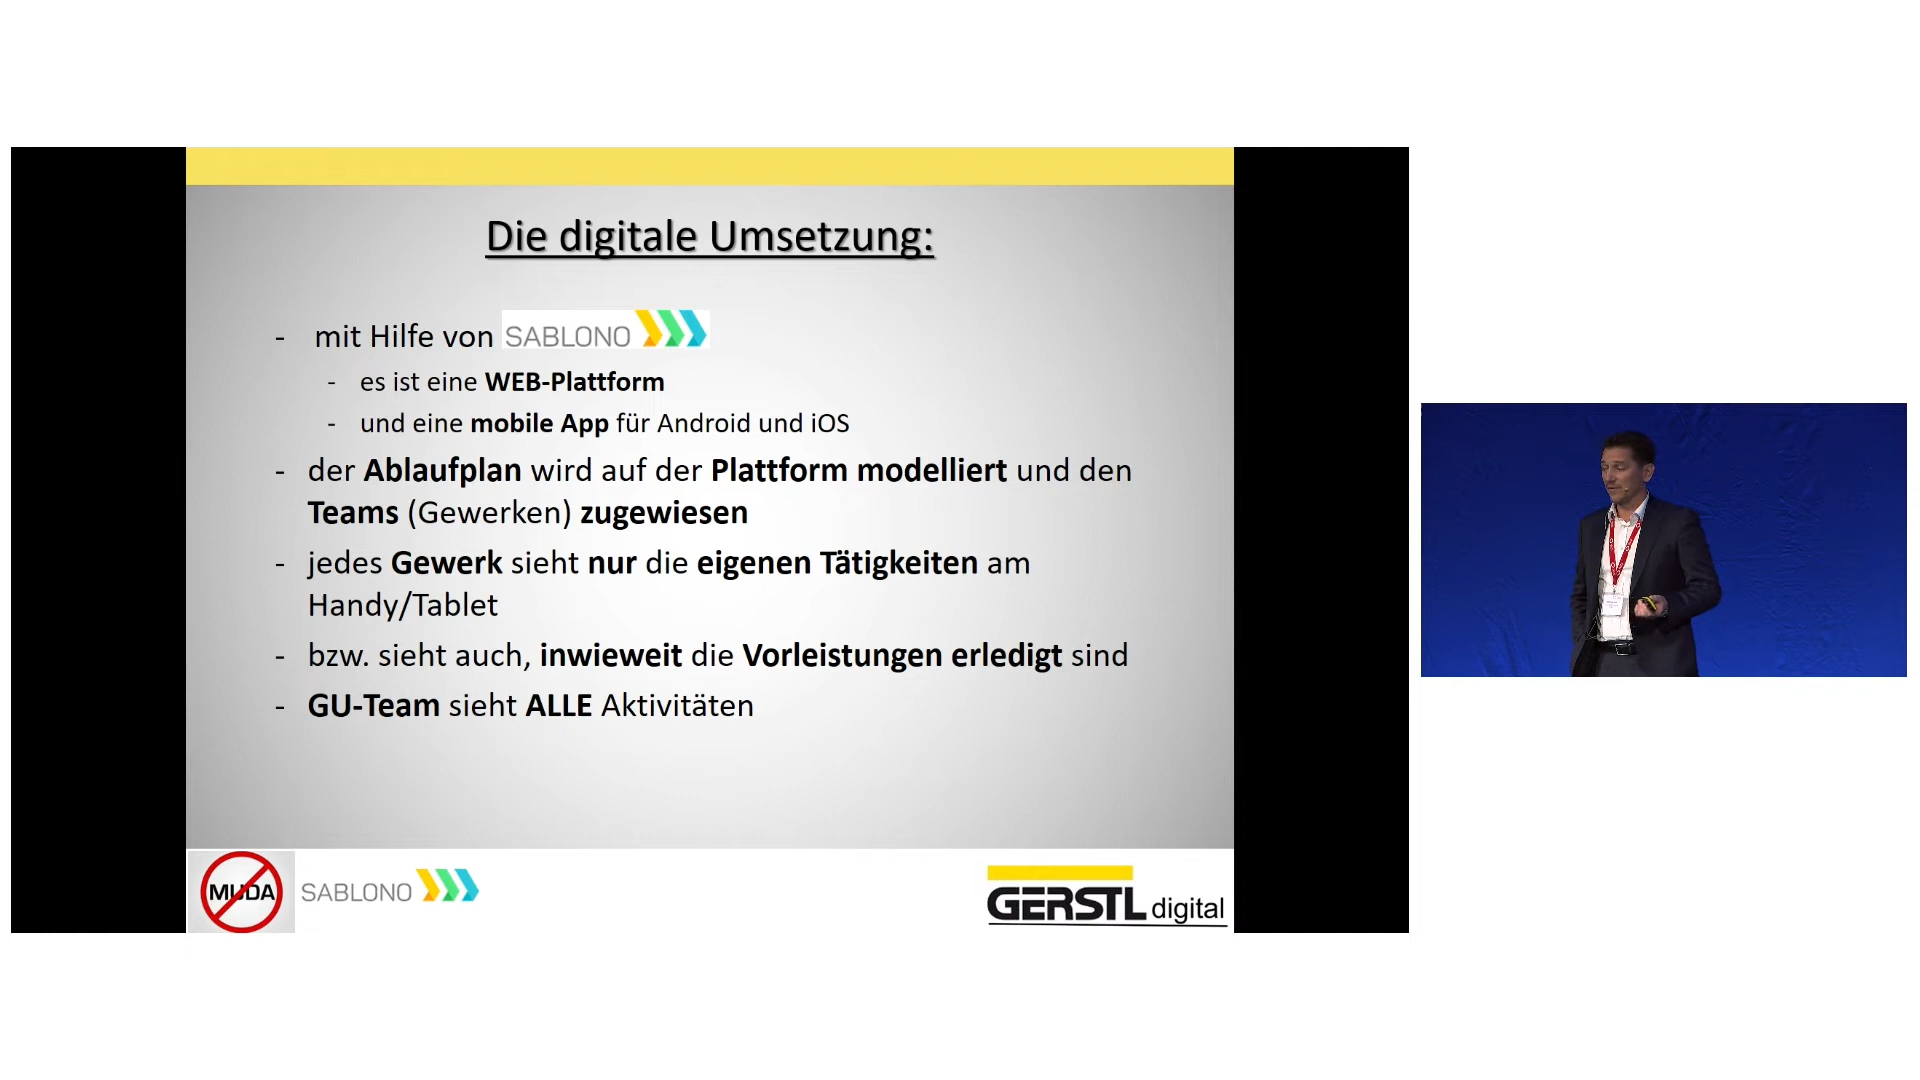 Die digitale Umsetzung:
- mit Hilfe von SABLONO
- es ist eine WEB-Plattform
- und eine mobile App für Android und iOS
- der Ablaufplan wird auf der Plattform modelliert und den
Teams (Gewerken) zugewiesen
- jedes Gewerk sieht nur die eigenen Tätigkeiten am
Handy/Tablet
- bzw. sieht auch, inwieweit die Vorleistungen erledigt sind
- GU-Team sieht ALLE Aktivitäten
MUDA
SABLONO
GERSTL digital